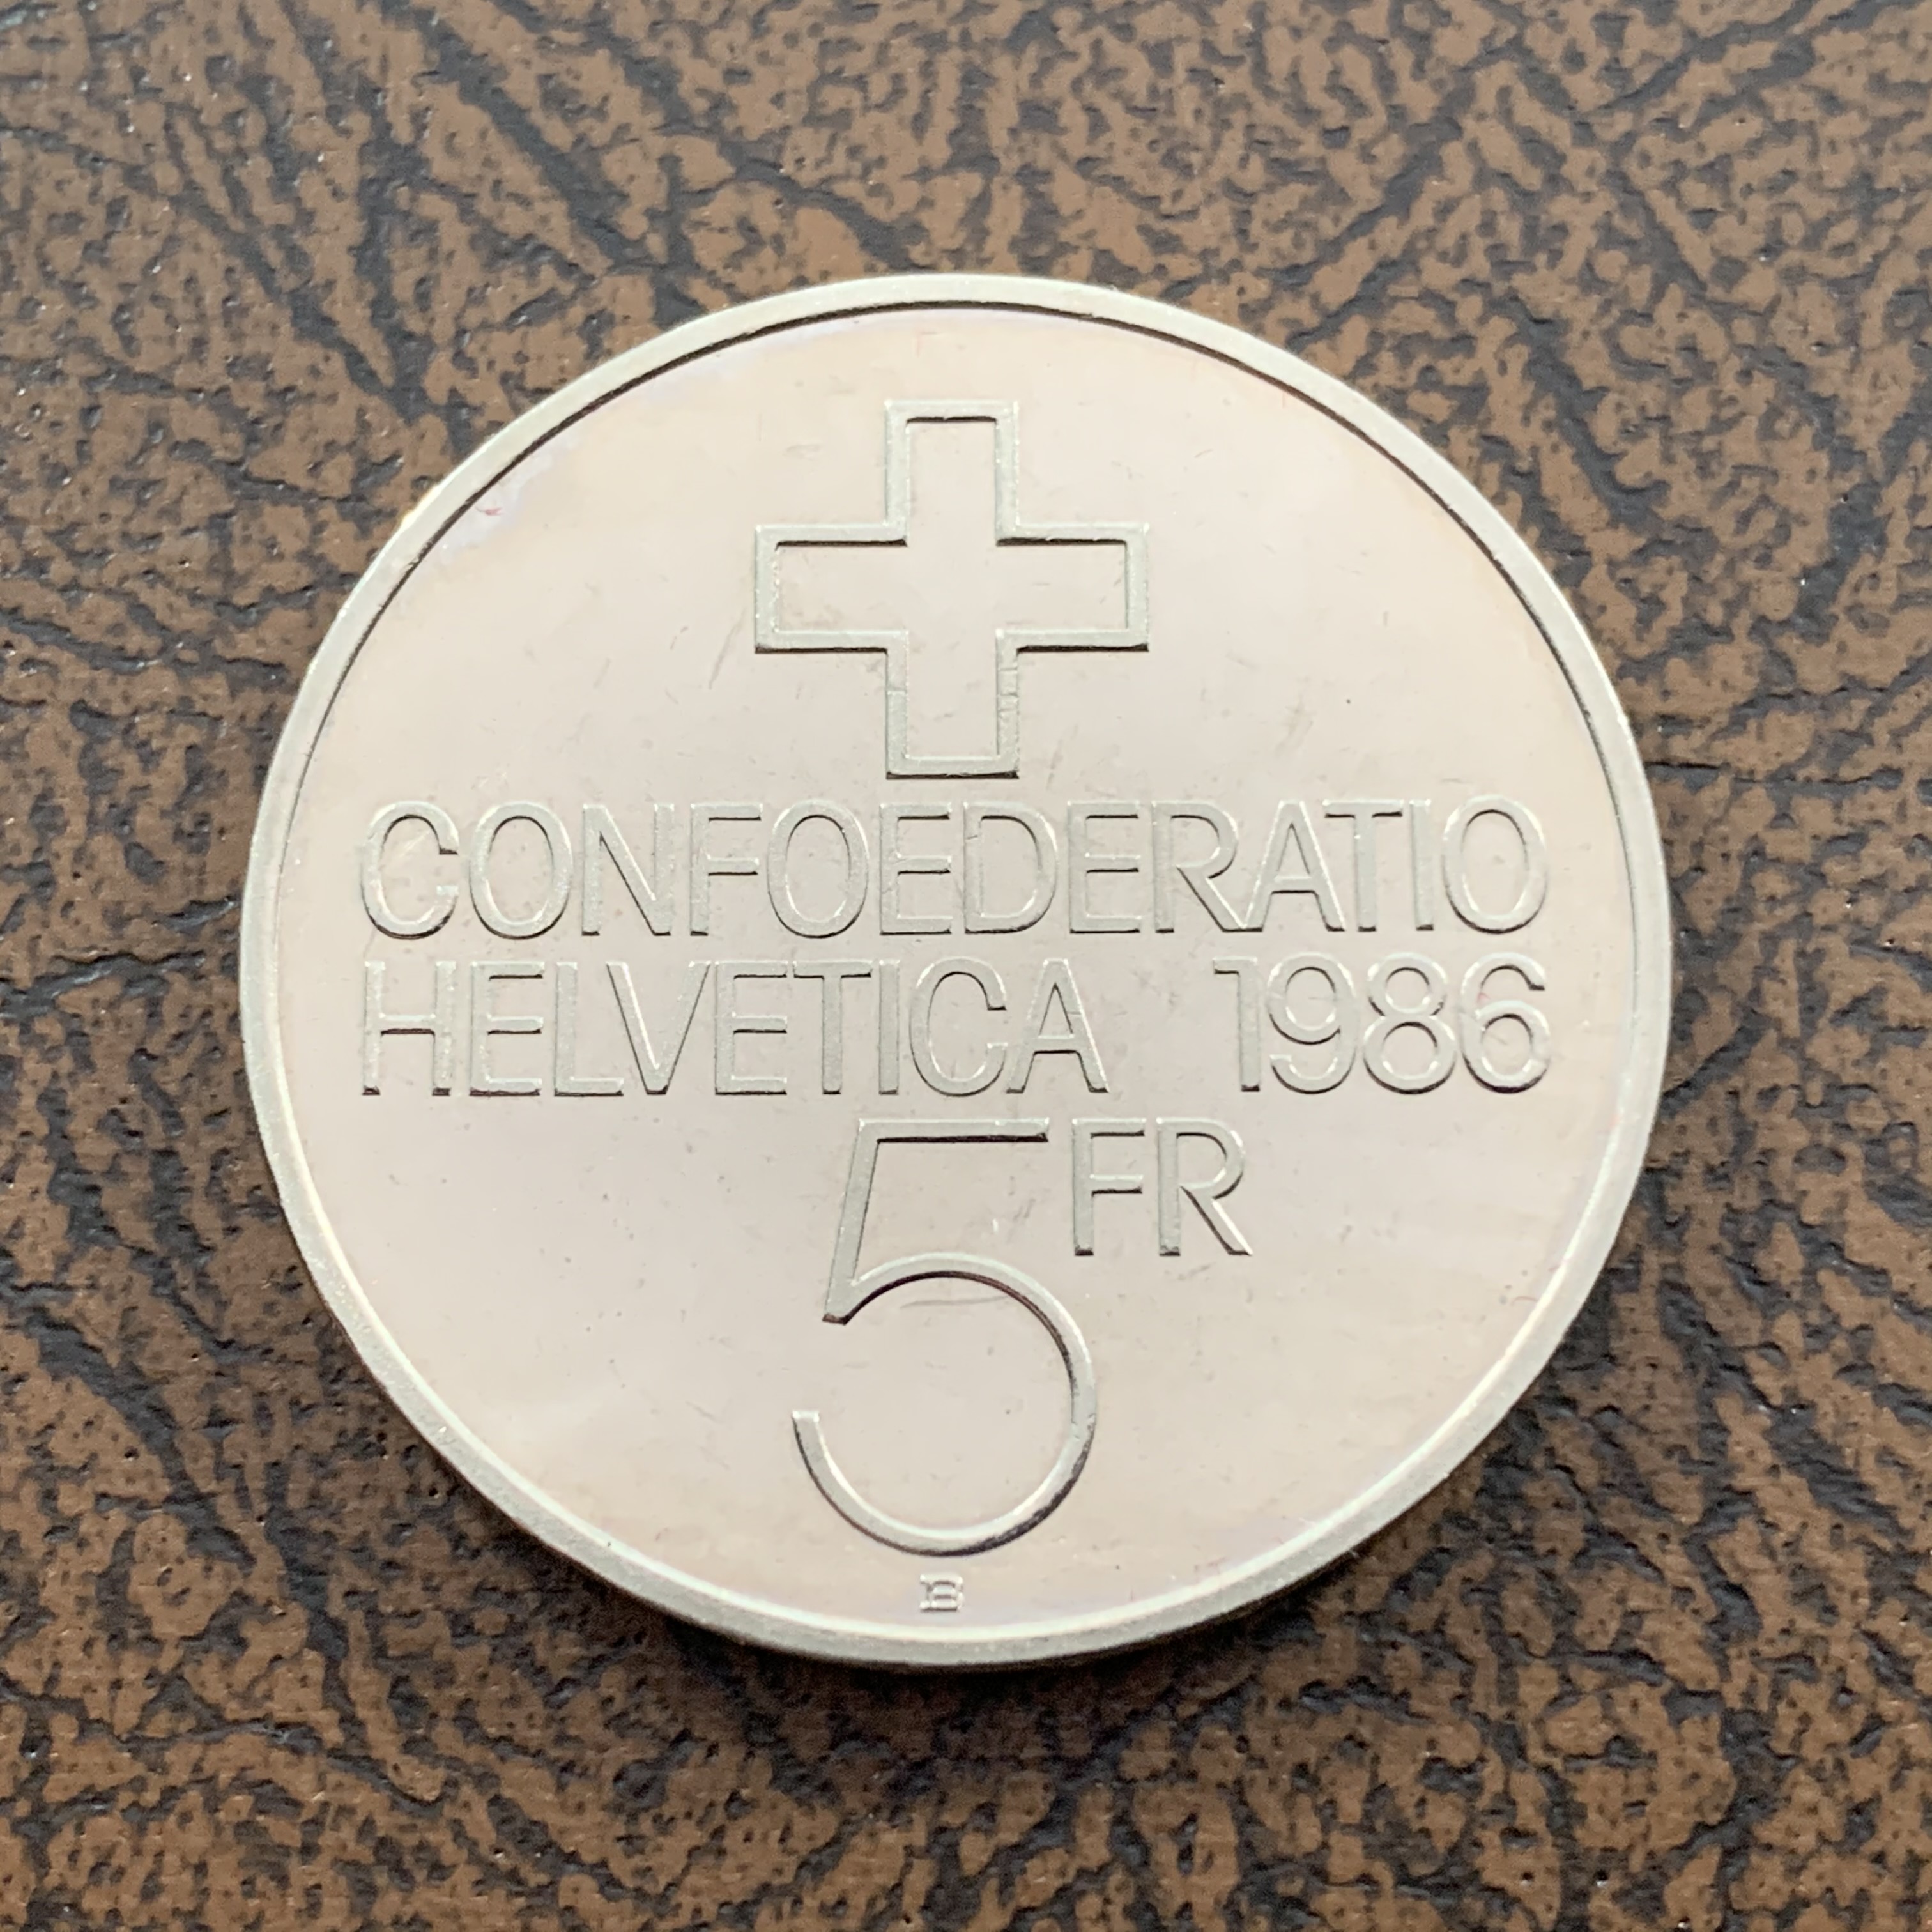 CONFOEDERATIO
HELVETICA 1986
5 FR
B